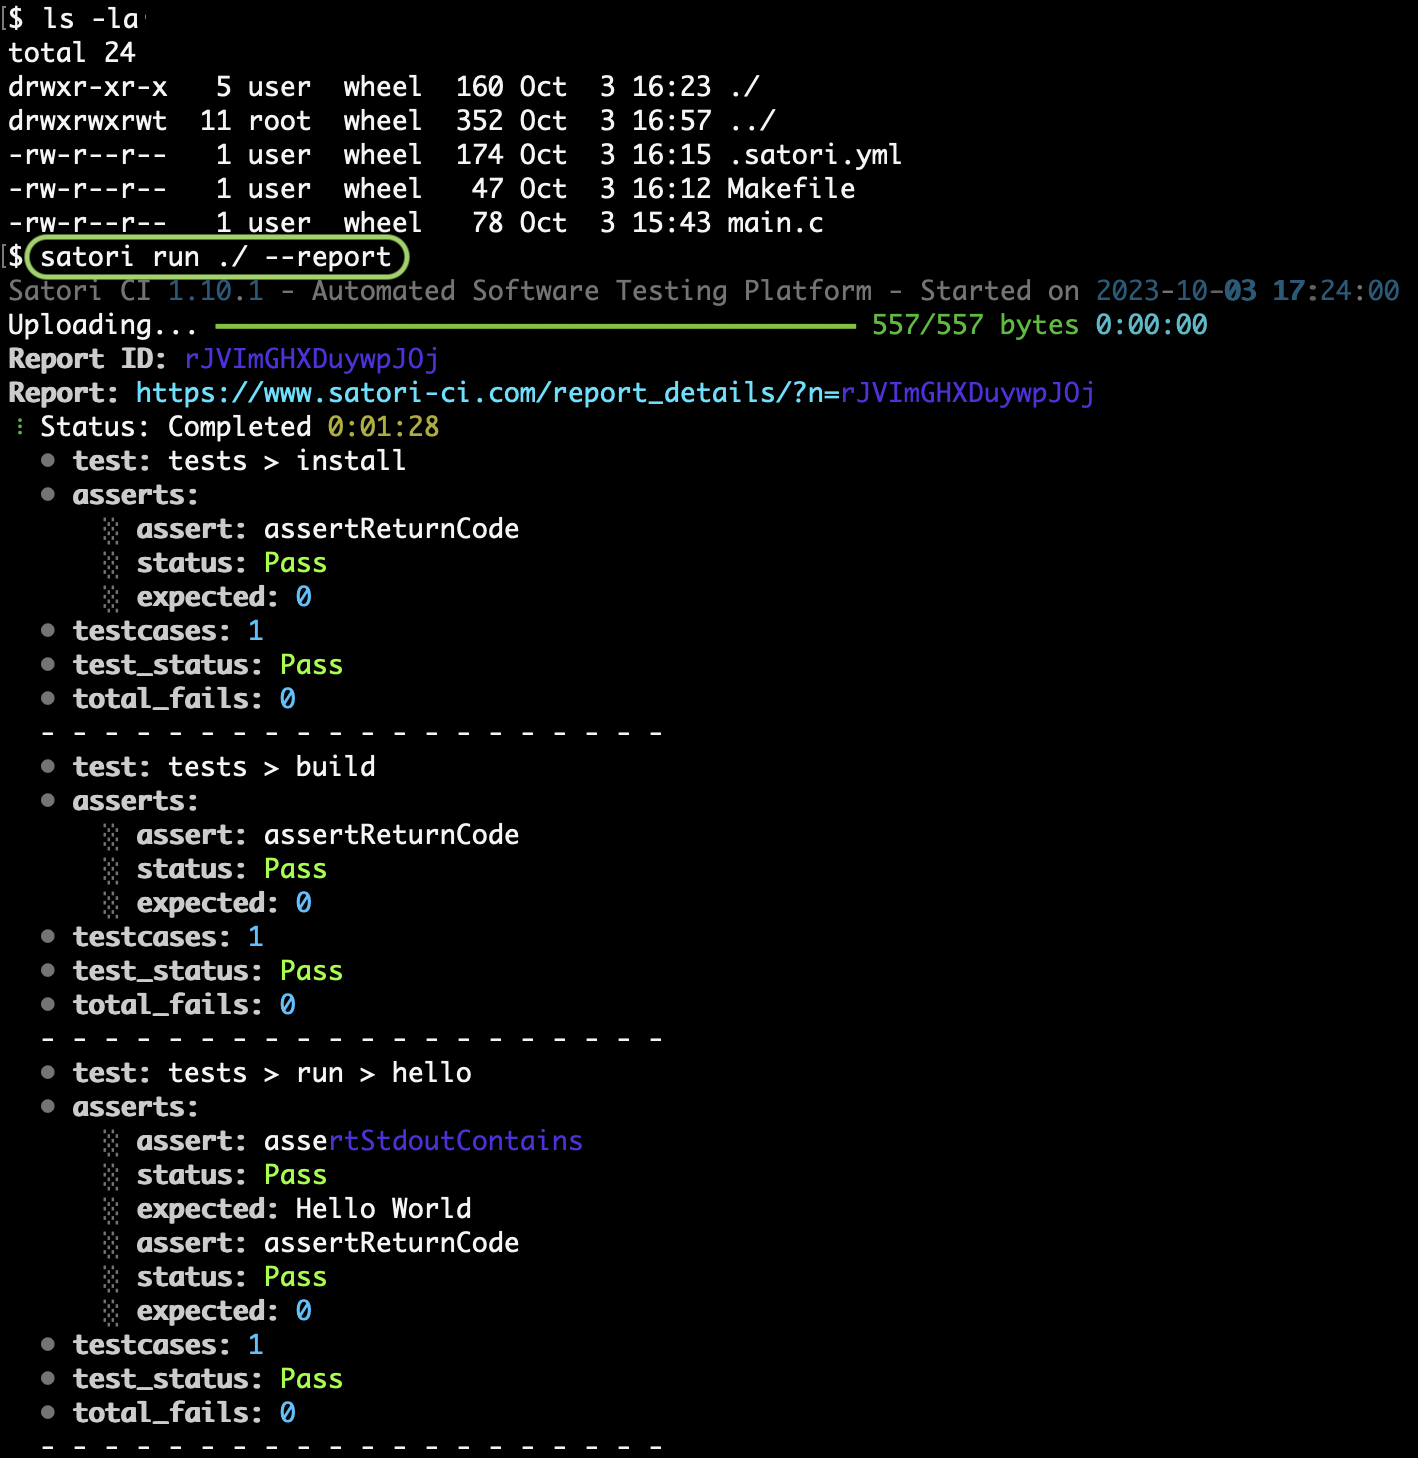 $ ls -la
total 24
drwxr-xr-x   5 user  wheel  160 Oct  3 16:23 ./
drwxrwxrwt  11 root  wheel  352 Oct  3 16:57 ../
-rw-r--r--   1 user  wheel  174 Oct  3 16:15 .satori.yml
-rw-r--r--   1 user  wheel   47 Oct  3 16:12 Makefile
-rw-r--r--   1 user  wheel   78 Oct  3 15:43 main.c
$ satori run ./ --report
Satori CI 1.10.1 - Automated Software Testing Platform - Started on 2023-10-03 17:24:00
Uploading... 557/557 bytes 0:00:00
Report ID: rJVImGHXDuywpJOj
Report: https://www.satori-ci.com/report_details/?n=rJVImGHXDuywpJOj
Status: Completed 0:01:28
• test: tests > install
• asserts:
░ assert: assertReturnCode
░ status: Pass
░ expected: 0
• testcases: 1
• test_status: Pass
• total_fails: 0
- - - - - - - - - - - - - - - - - - - -
• test: tests > build
• asserts:
░ assert: assertReturnCode
░ status: Pass
░ expected: 0
• testcases: 1
• test_status: Pass
• total_fails: 0
- - - - - - - - - - - - - - - - - - - -
• test: tests > run > hello
• asserts:
░ assert: assertStdoutContains
░ status: Pass
░ expected: Hello World
░ assert: assertReturnCode
░ status: Pass
░ expected: 0
• testcases: 1
• test_status: Pass
• total_fails: 0
- - - - - - - - - - - - - - - - - - - -